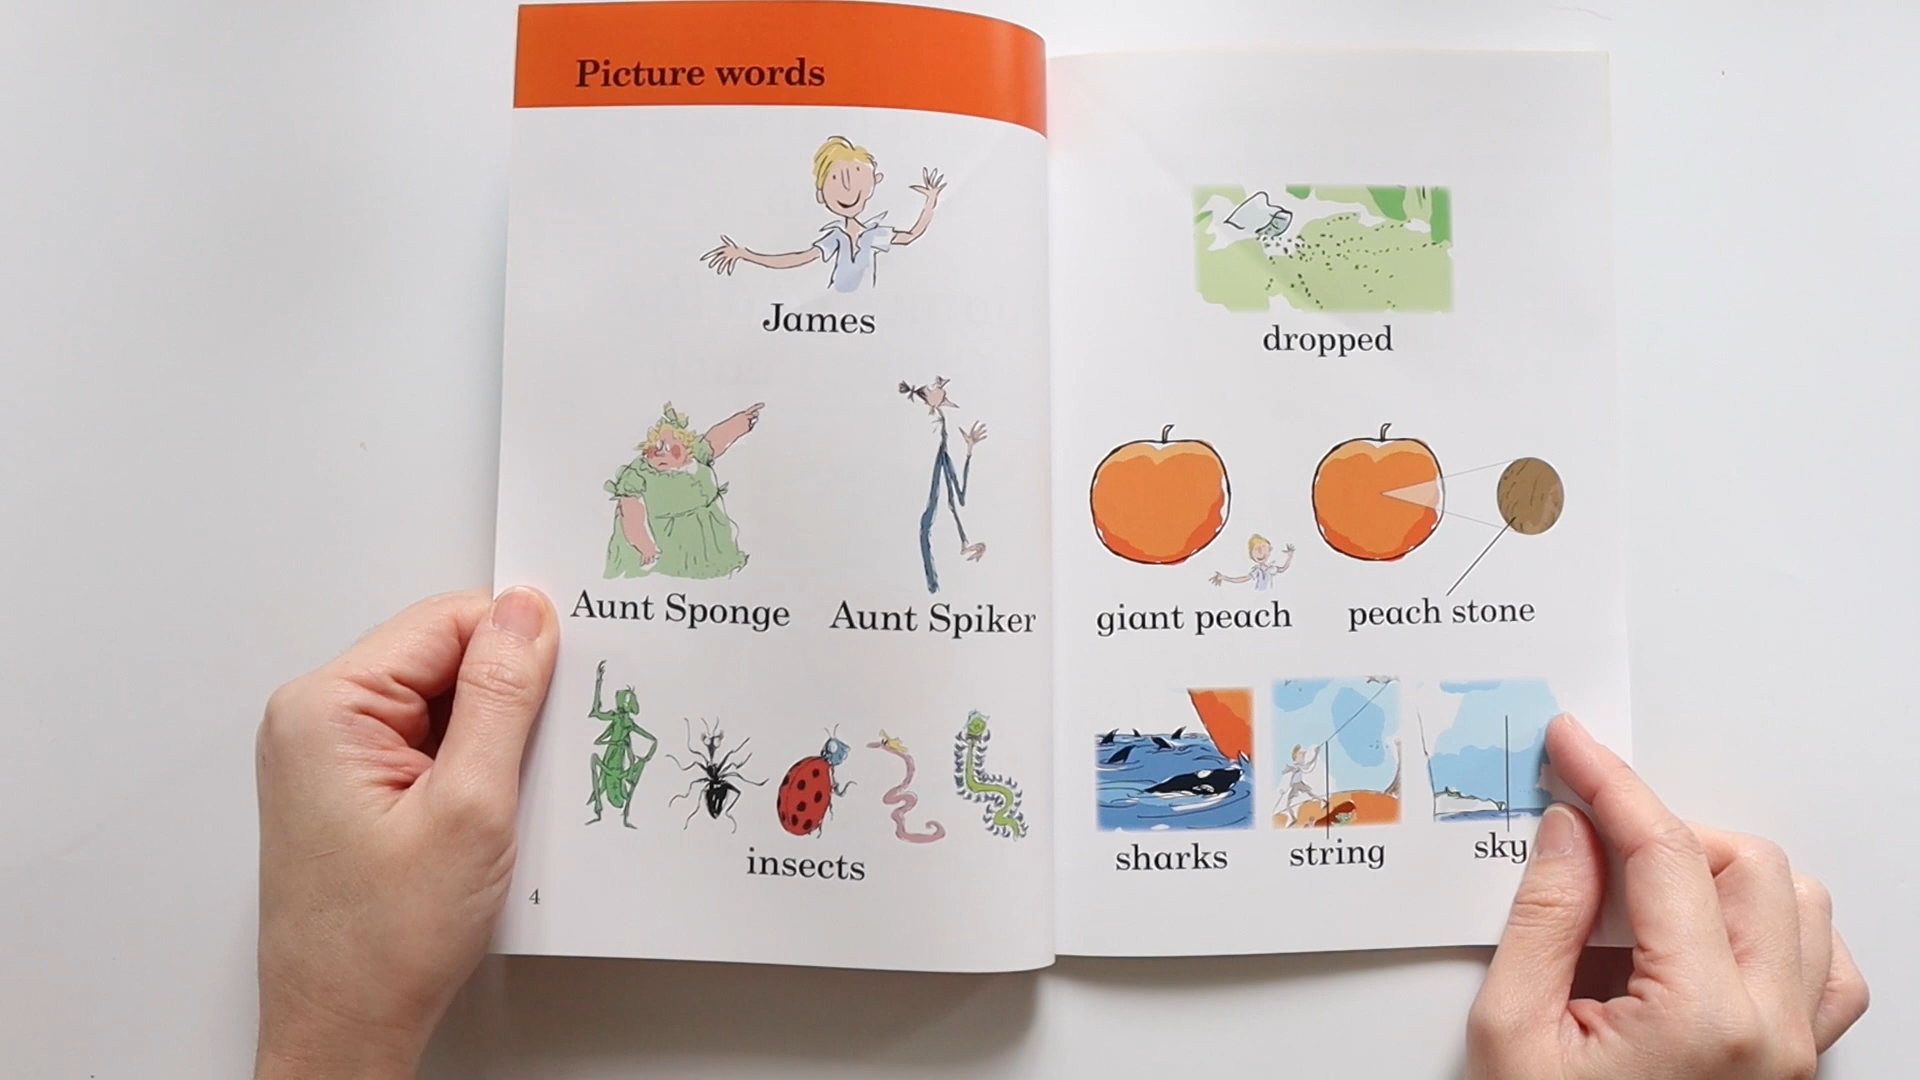 Picture words
James
Aunt Sponge
Aunt Spiker
insects
4
dropped
giant peach
peach stone
sharks
string
sky